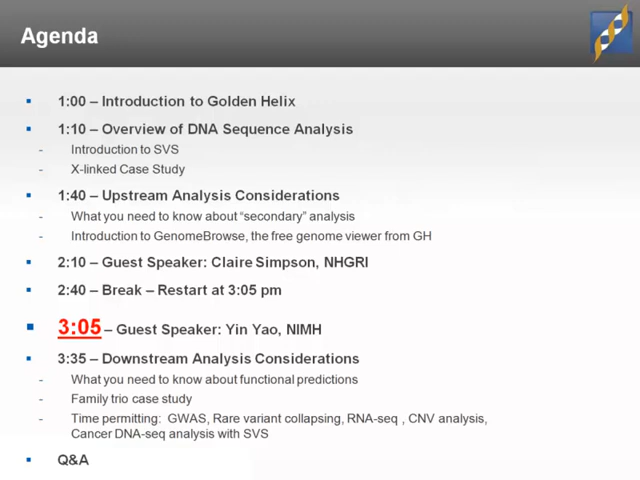 Agenda
▪ 1:00 – Introduction to Golden Helix
▪ 1:10 – Overview of DNA Sequence Analysis
- Introduction to SVS
- X-linked Case Study
▪ 1:40 – Upstream Analysis Considerations
- What you need to know about “secondary” analysis
- Introduction to GenomeBrowse, the free genome viewer from GH
▪ 2:10 – Guest Speaker: Claire Simpson, NHGRI
▪ 2:40 – Break – Restart at 3:05 pm
▪ 3:05 – Guest Speaker: Yin Yao, NIMH
▪ 3:35 – Downstream Analysis Considerations
- What you need to know about functional predictions
- Family trio case study
- Time permitting: GWAS, Rare variant collapsing, RNA-seq , CNV analysis,
Cancer DNA-seq analysis with SVS
▪ Q&A